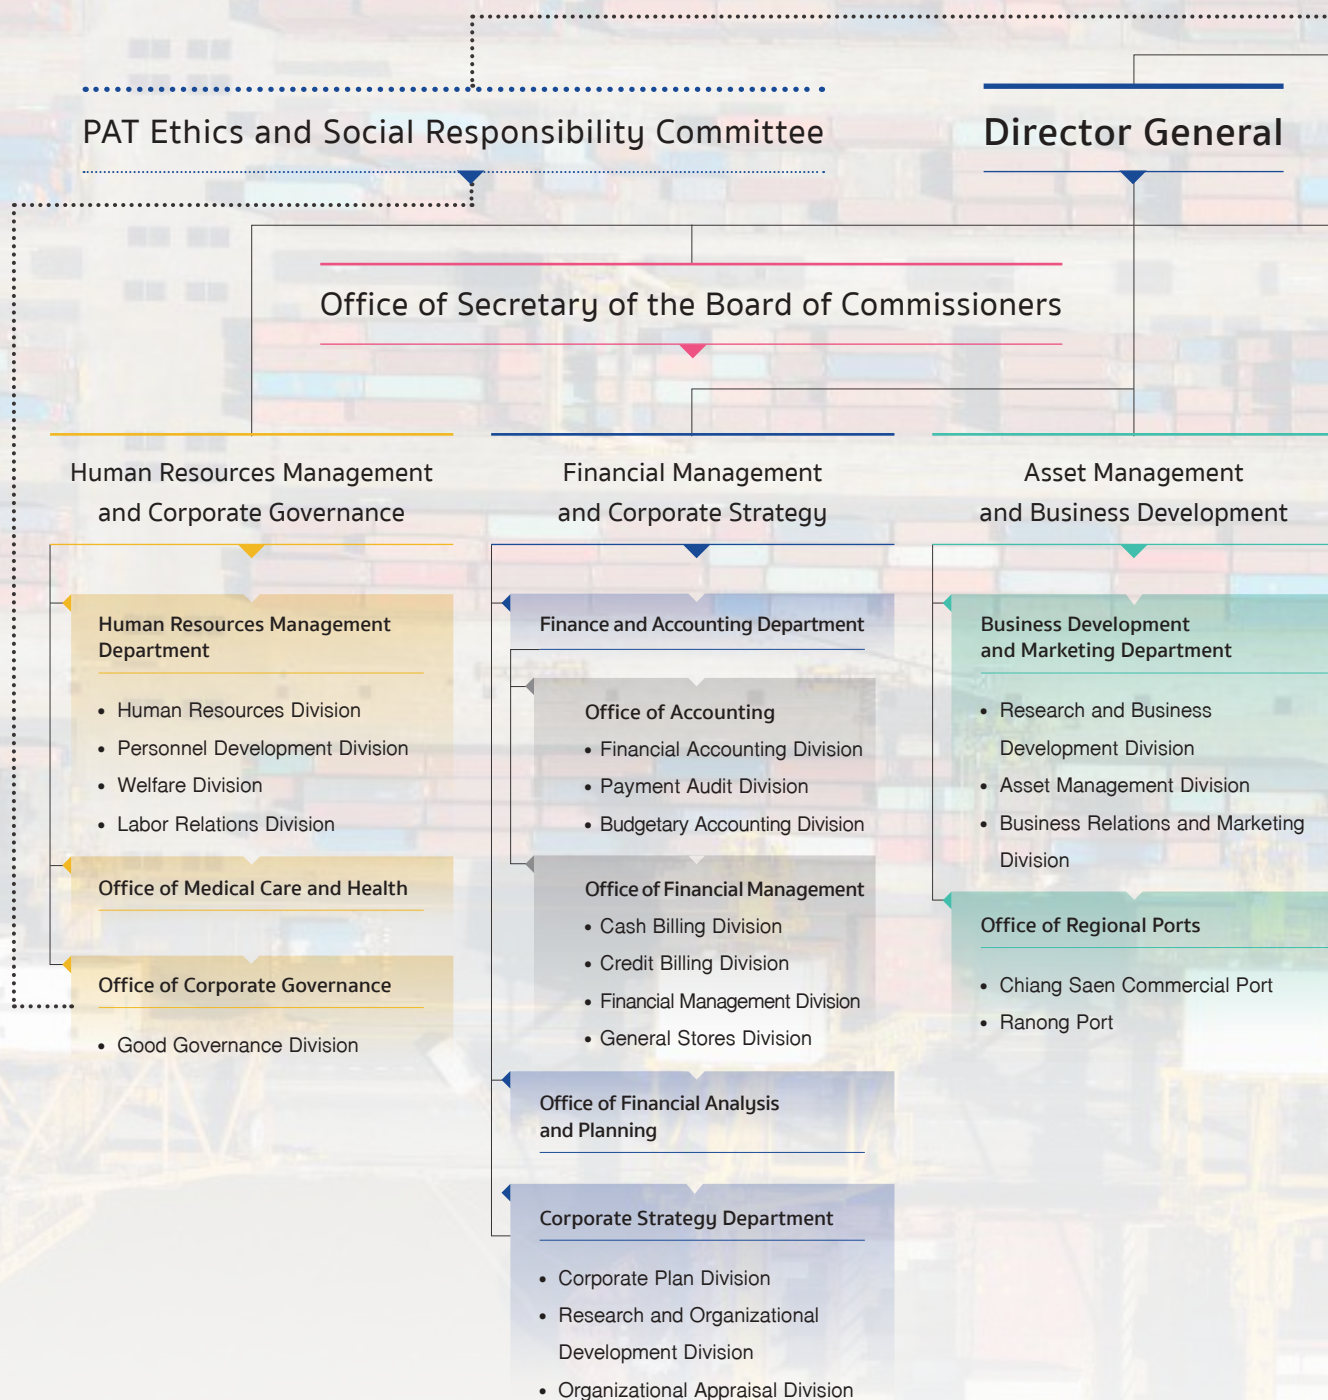 PAT Ethics and Social Responsibility Committee
Director General
Office of Secretary of the Board of Commissioners
Human Resources Management
and Corporate Governance
Human Resources Management
Department
• Human Resources Division
• Personnel Development Division
• Welfare Division
• Labor Relations Division
Office of Medical Care and Health
Office of Corporate Governance
• Good Governance Division
Financial Management
and Corporate Strategy
Finance and Accounting Department
Office of Accounting
• Financial Accounting Division
• Payment Audit Division
• Budgetary Accounting Division
Office of Financial Management
• Cash Billing Division
• Credit Billing Division
• Financial Management Division
• General Stores Division
Office of Financial Analysis
and Planning
Corporate Strategy Department
• Corporate Plan Division
• Research and Organizational
Development Division
• Organizational Appraisal Division
Asset Management
and Business Development
Business Development
and Marketing Department
• Research and Business
Development Division
• Asset Management Division
• Business Relations and Marketing
Division
Office of Regional Ports
• Chiang Saen Commercial Port
• Ranong Port